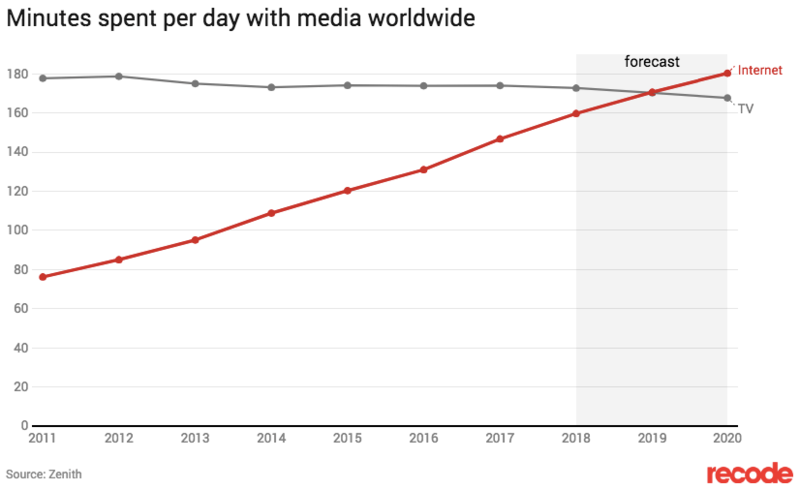 Minutes spent per day with media worldwide
forecast
180
Internet
TV
160
140
120
100
80
60
40
20
0
2011 2012 2013 2014 2015 2016 2017 2018 2019 2020
Source: Zenith
recode